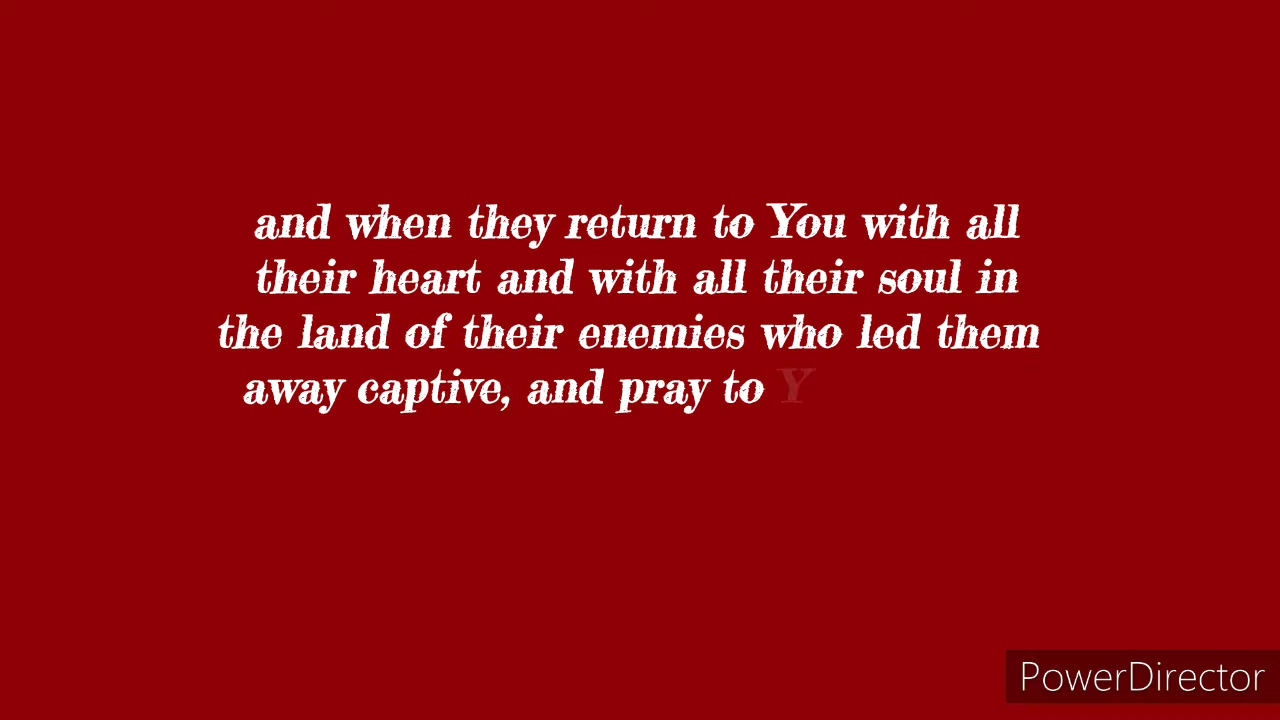 and when they return to You with all
their heart and with all their soul in
the land of their enemies who led them
away captive, and pray to Y
PowerDirector